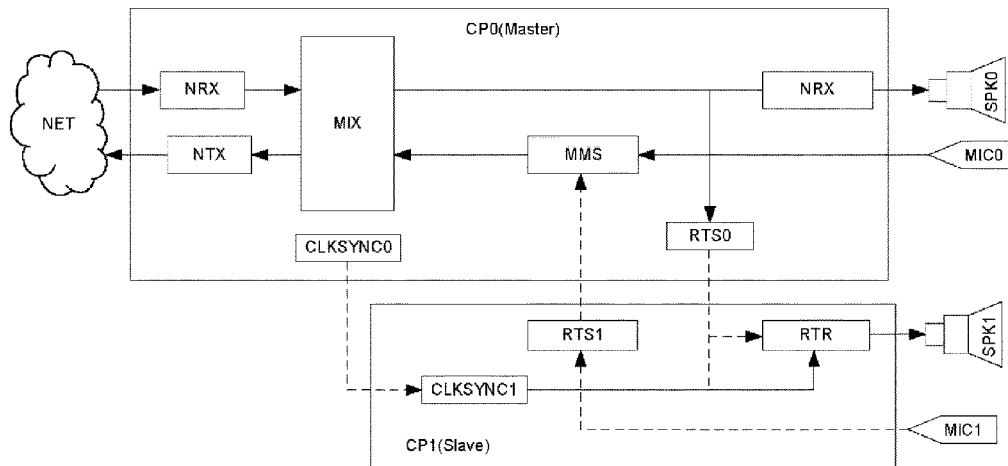 CP0(Master)
NET
NRX
MIX
NRX
SPK0
NTX
MMS
MIC0
CLKSYNC0
RTS0
RTS1
RTR
SPK1
CLKSYNC1
MIC1
CP1(Slave)